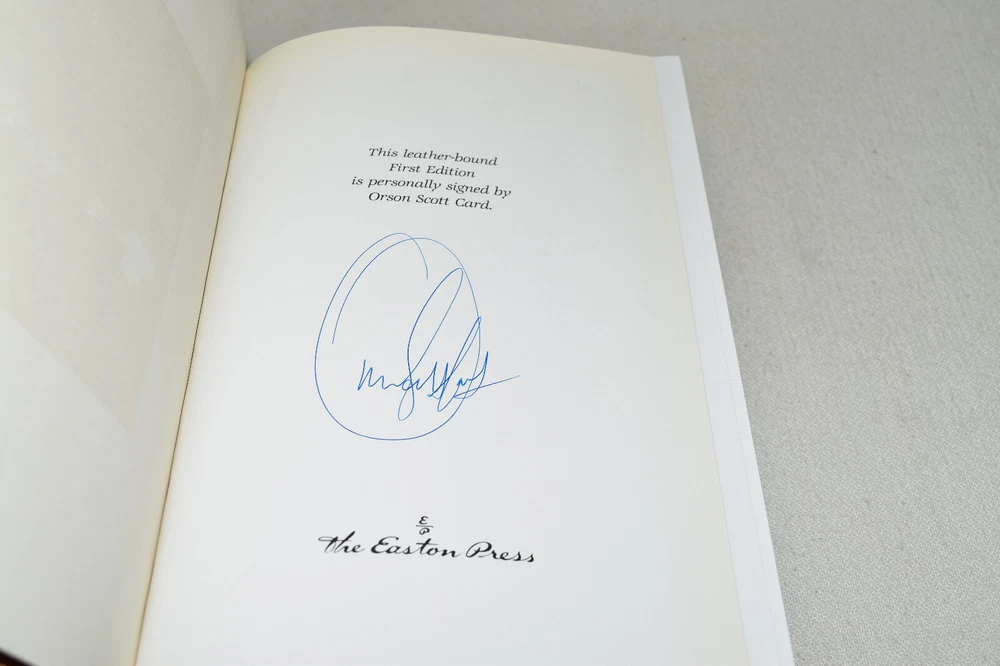 This leather-bound
First Edition
is personally signed by
Orson Scott Card.
E
P
the Easton Press